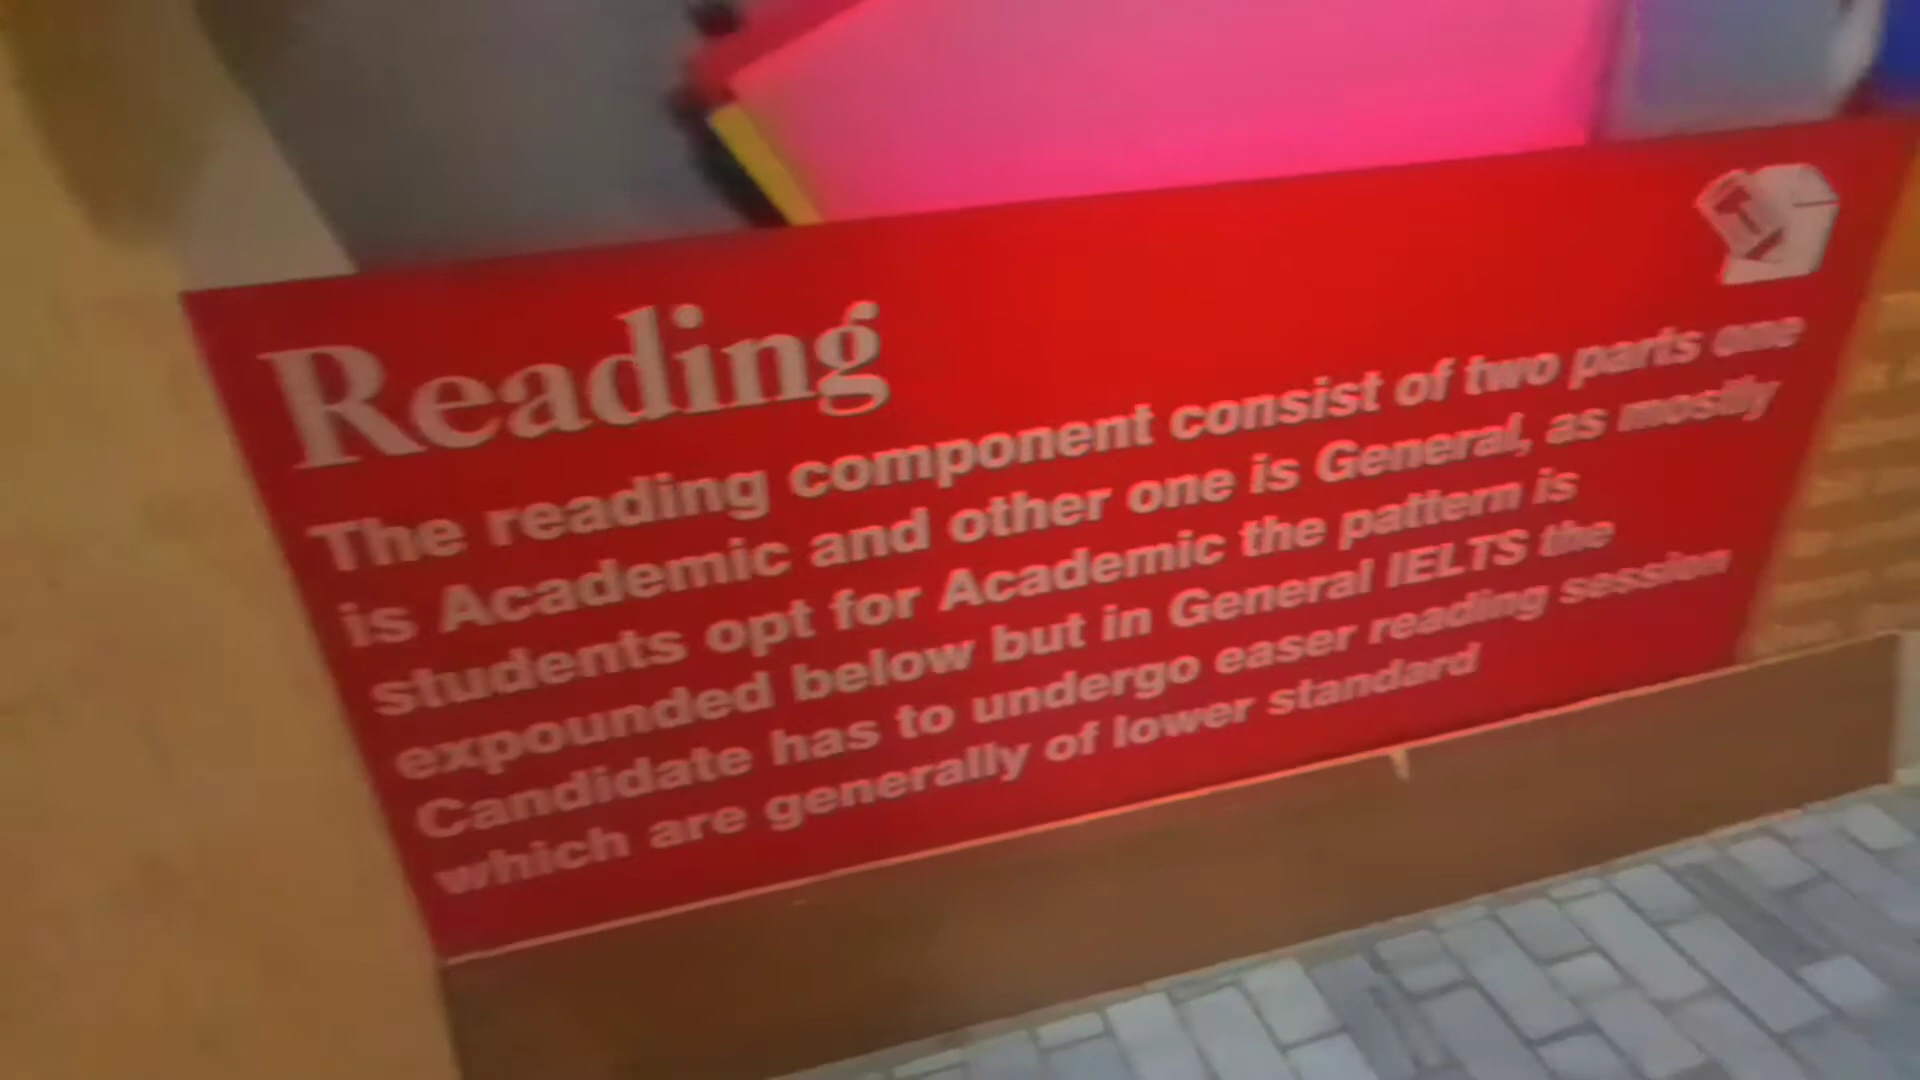 Reading
The reading component consist of two parts one
is Academic and other one is General, as mostly
students opt for Academic the pattern is
expounded below but in General IELTS the
Candidate has to undergo easer reading session
which are generally of lower standard